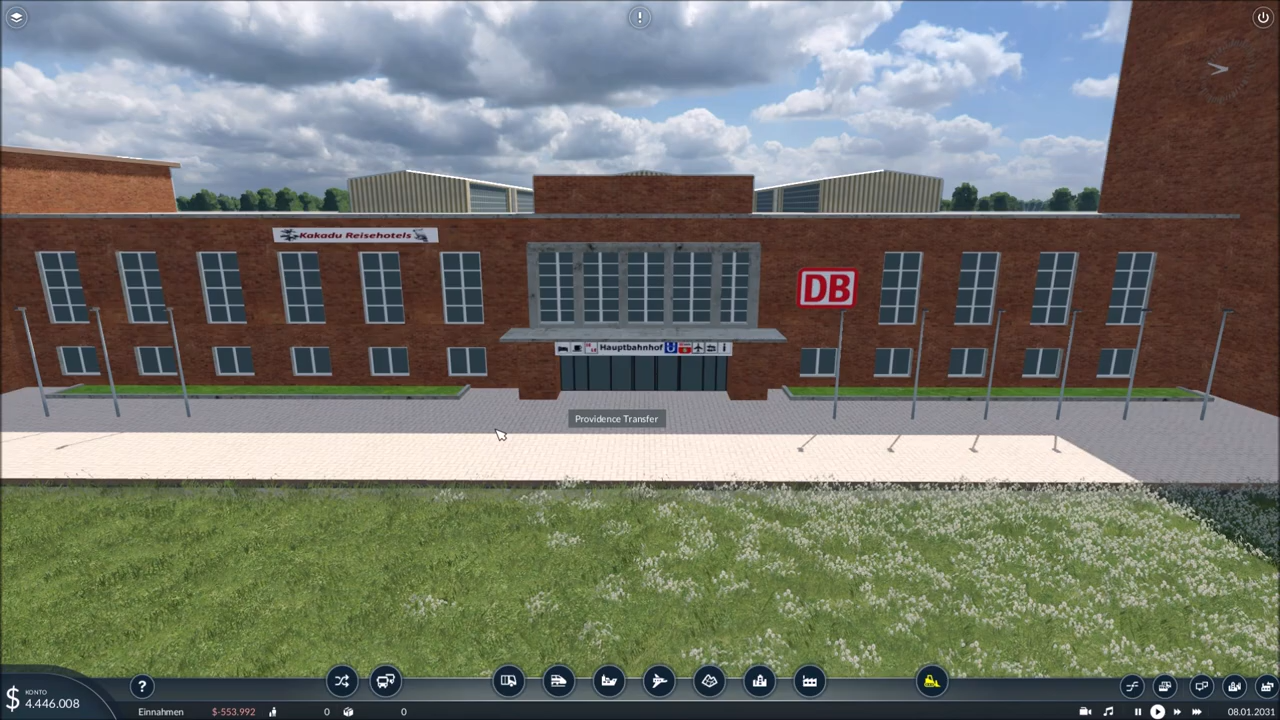 Kakadu Reisehotels
DB
Hauptbahnhof
Providence Transfer
KONTO
$ 4.446.008
?
Einnahmen $-553.992 0 0
08.01.2031